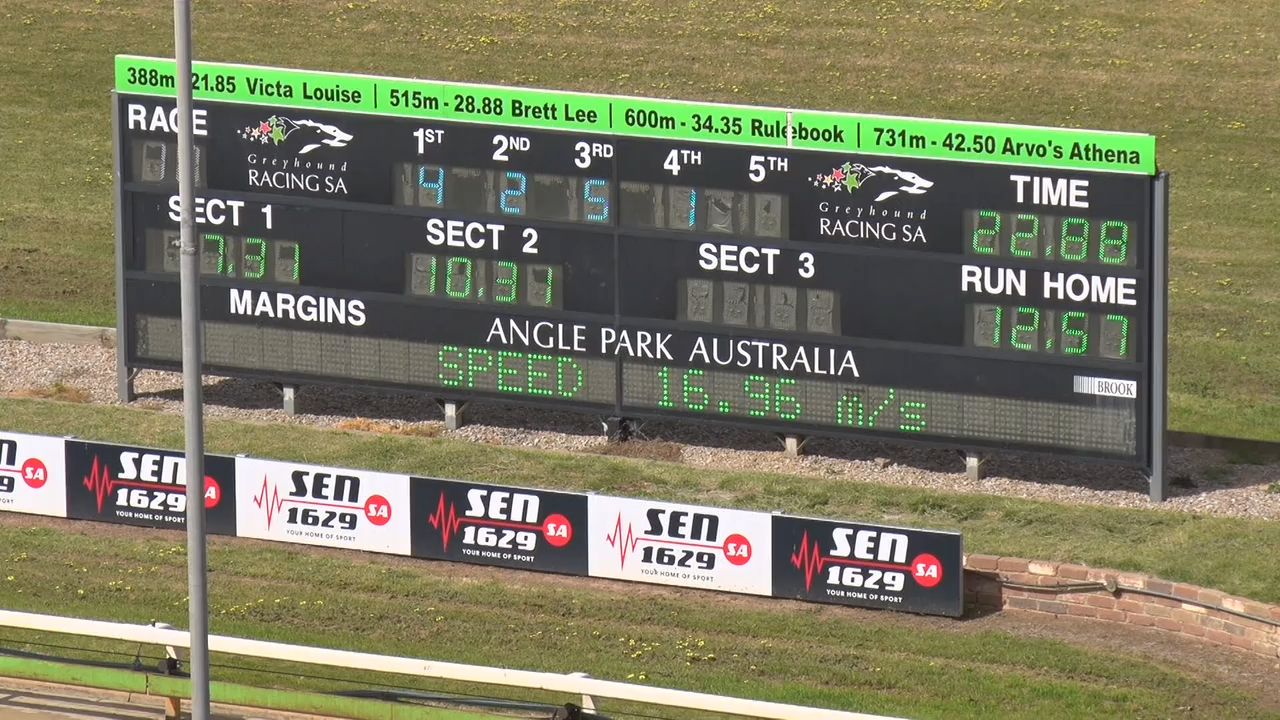 388m 21.85 Victa Louise | 515m - 28.88 Brett Lee | 600m - 34.35 Rulebook | 731m - 42.50 Arvo's Athena
RACE
11
Greyhound
RACING SA
1ST 2ND 3RD 4TH 5TH
4 2 5 1
Greyhound
RACING SA
TIME
22.88
SECT 1
7.31
SECT 2
10.31
SECT 3
RUN HOME
12.57
MARGINS
ANGLE PARK AUSTRALIA
SPEED 16.96 m/s
BROOK
SA
SEN
1629
SA
YOUR HOME OF SPORT
SEN
1629
SA
YOUR HOME OF SPORT
SEN
1629
SA
YOUR HOME OF SPORT
SEN
1629
SA
YOUR HOME OF SPORT
SEN
1629
SA
YOUR HOME OF SPORT